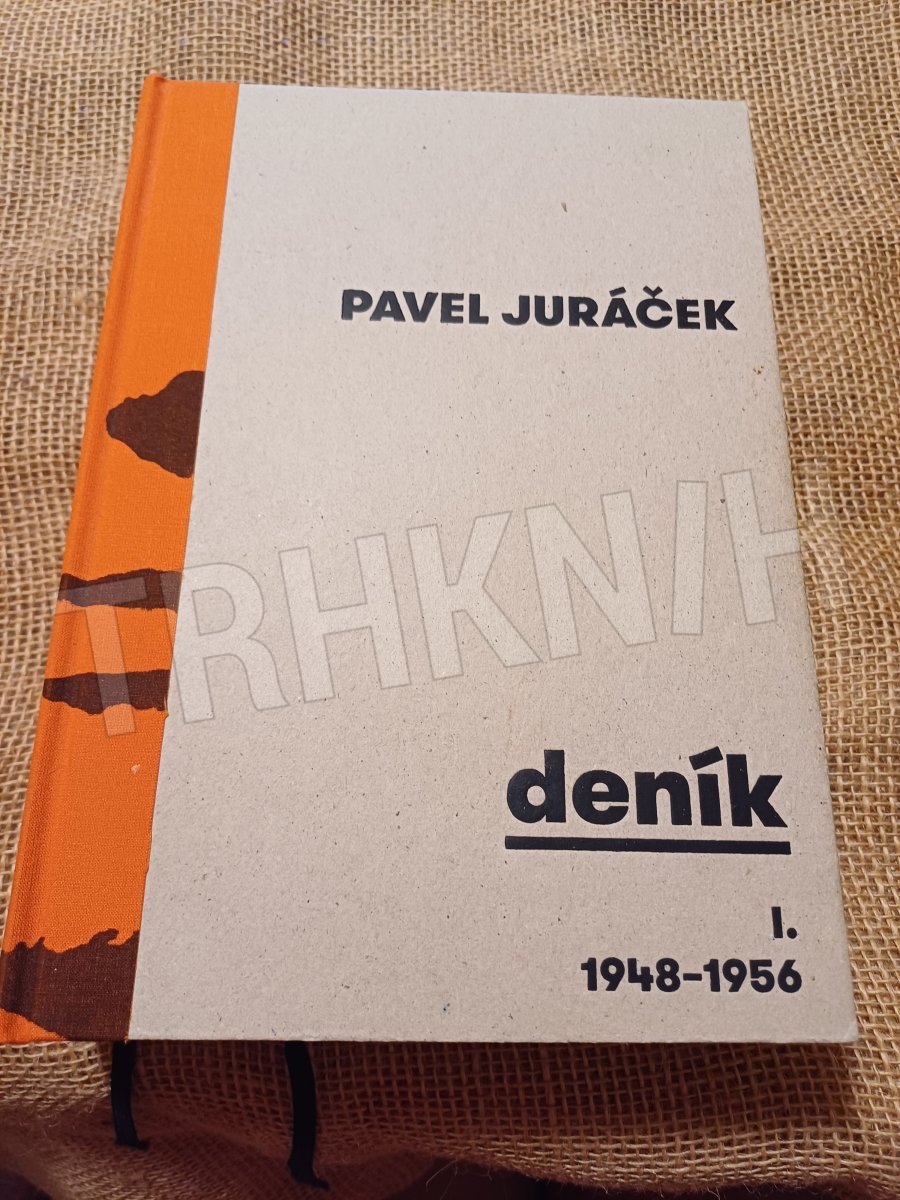 PAVEL JURÁČEK
TRHKNIH
deník
I.
1948–1956